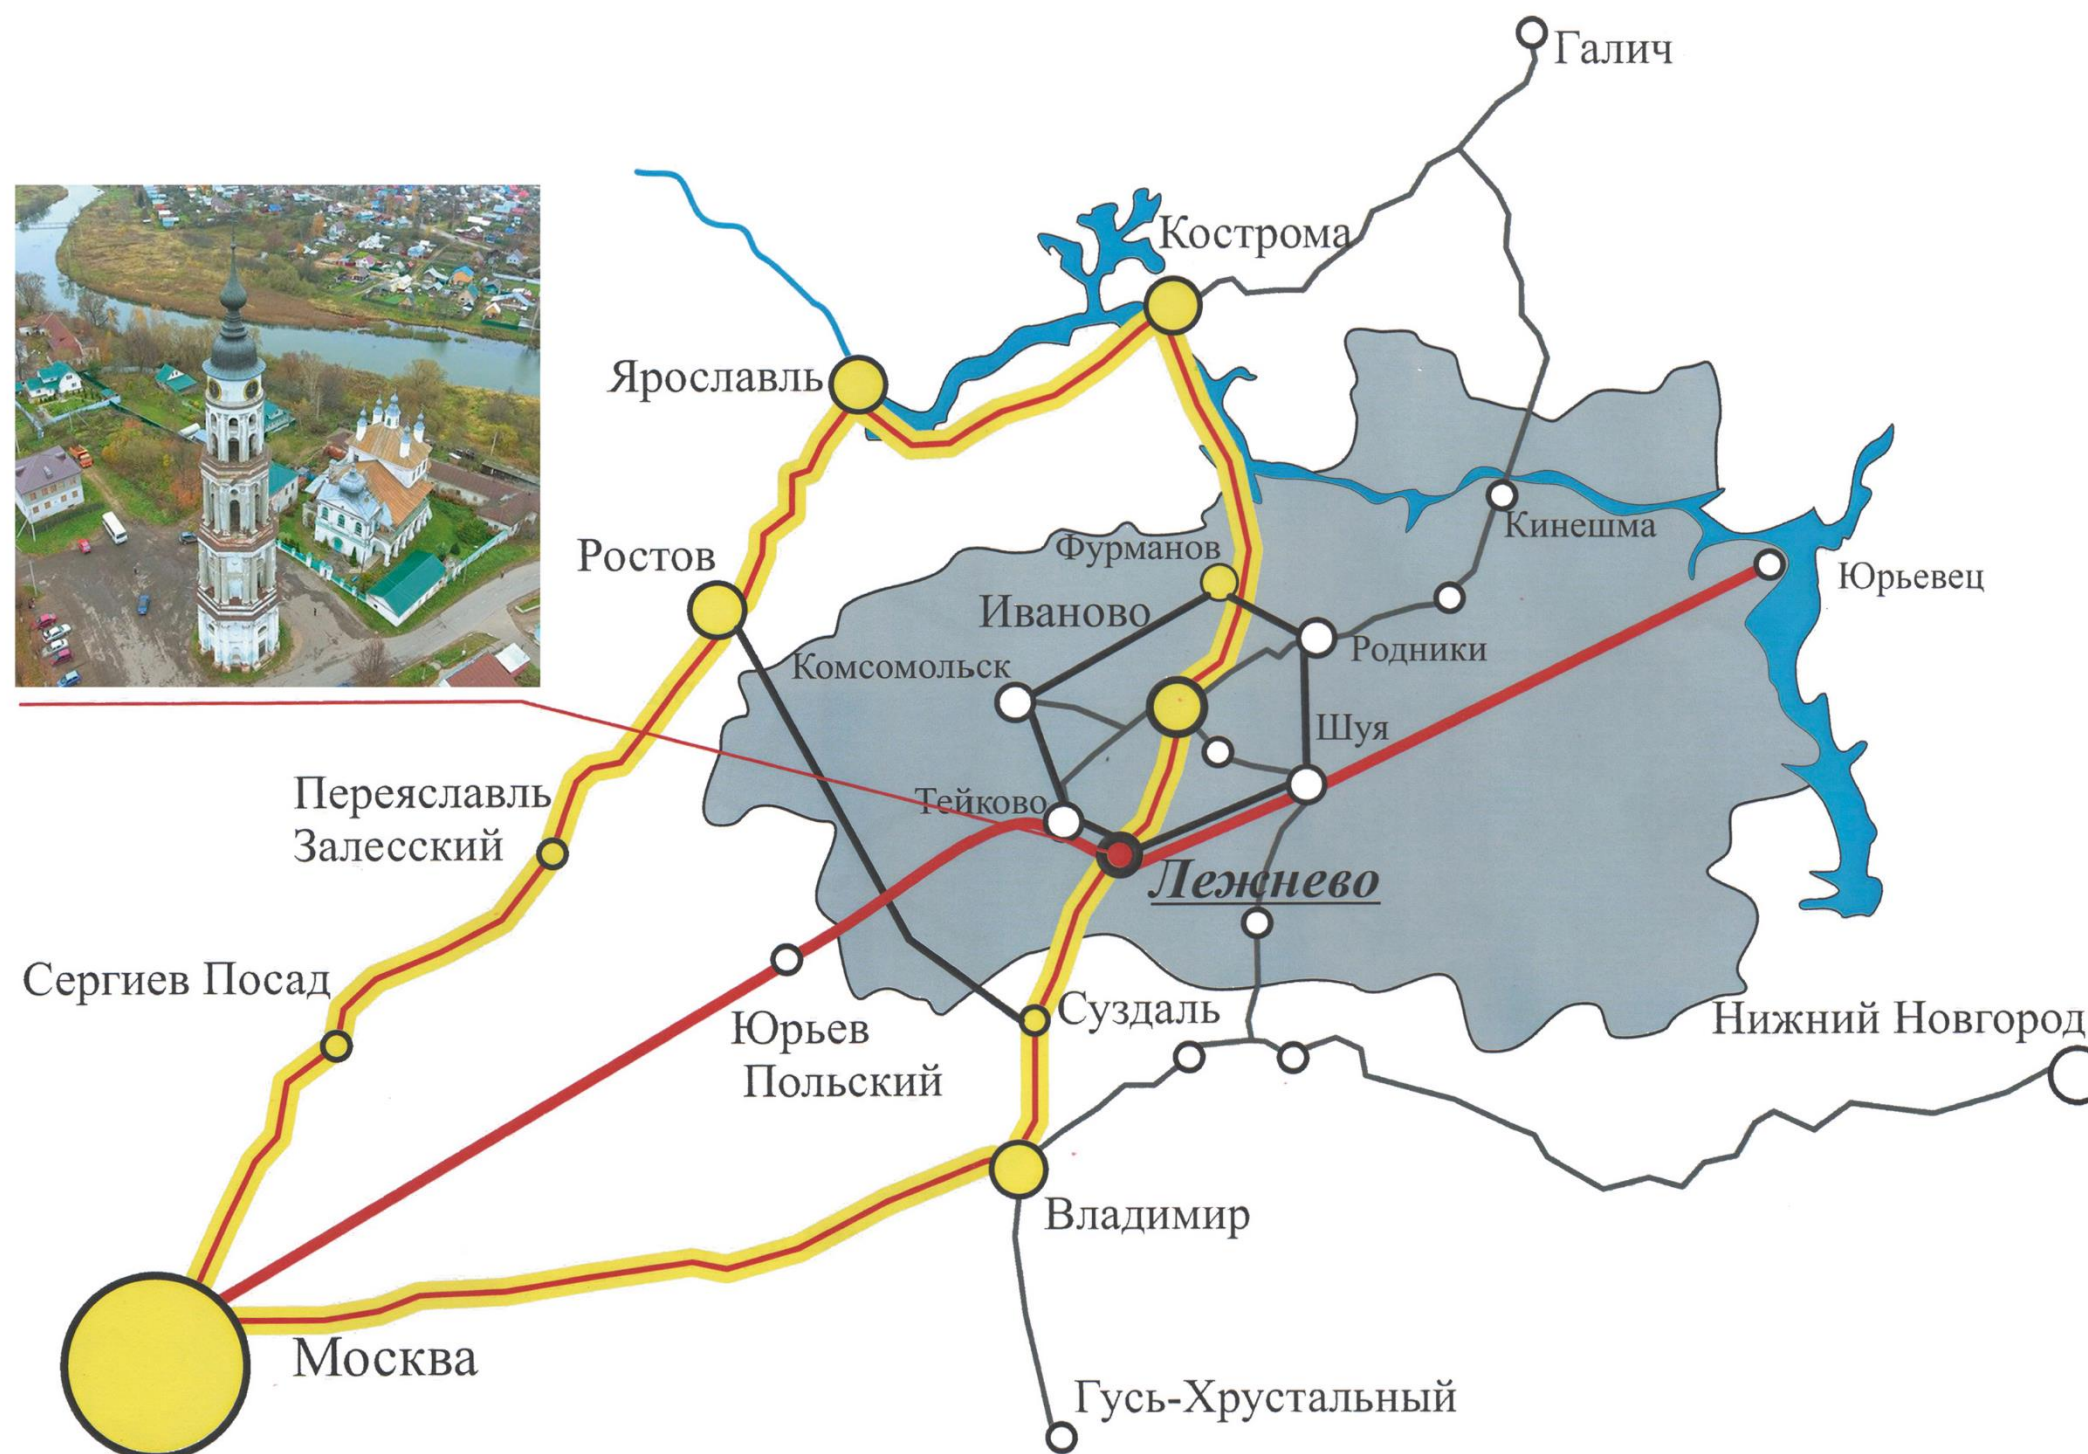 Галич
Кострома
Ярославль
Кинешма
Ростов
Фурманов
Юрьевец
Иваново
Родники
Комсомольск
Шуя
Переяславль
Залесский
Тейково
Лежнево
Сергиев Посад
Суздаль
Нижний Новгород
Юрьев
Польский
Владимир
Москва
Гусь-Хрустальный